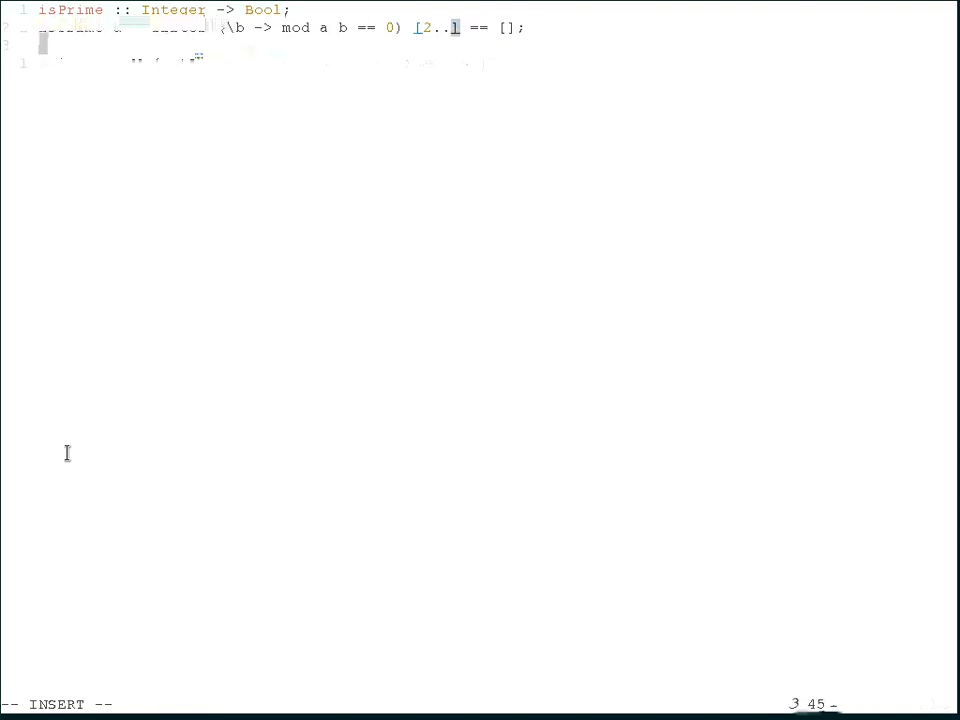 1 isPrime :: Integer -> Bool;
(\b -> mod a b == 0) [2..] == [];
-- INSERT -- 3 45